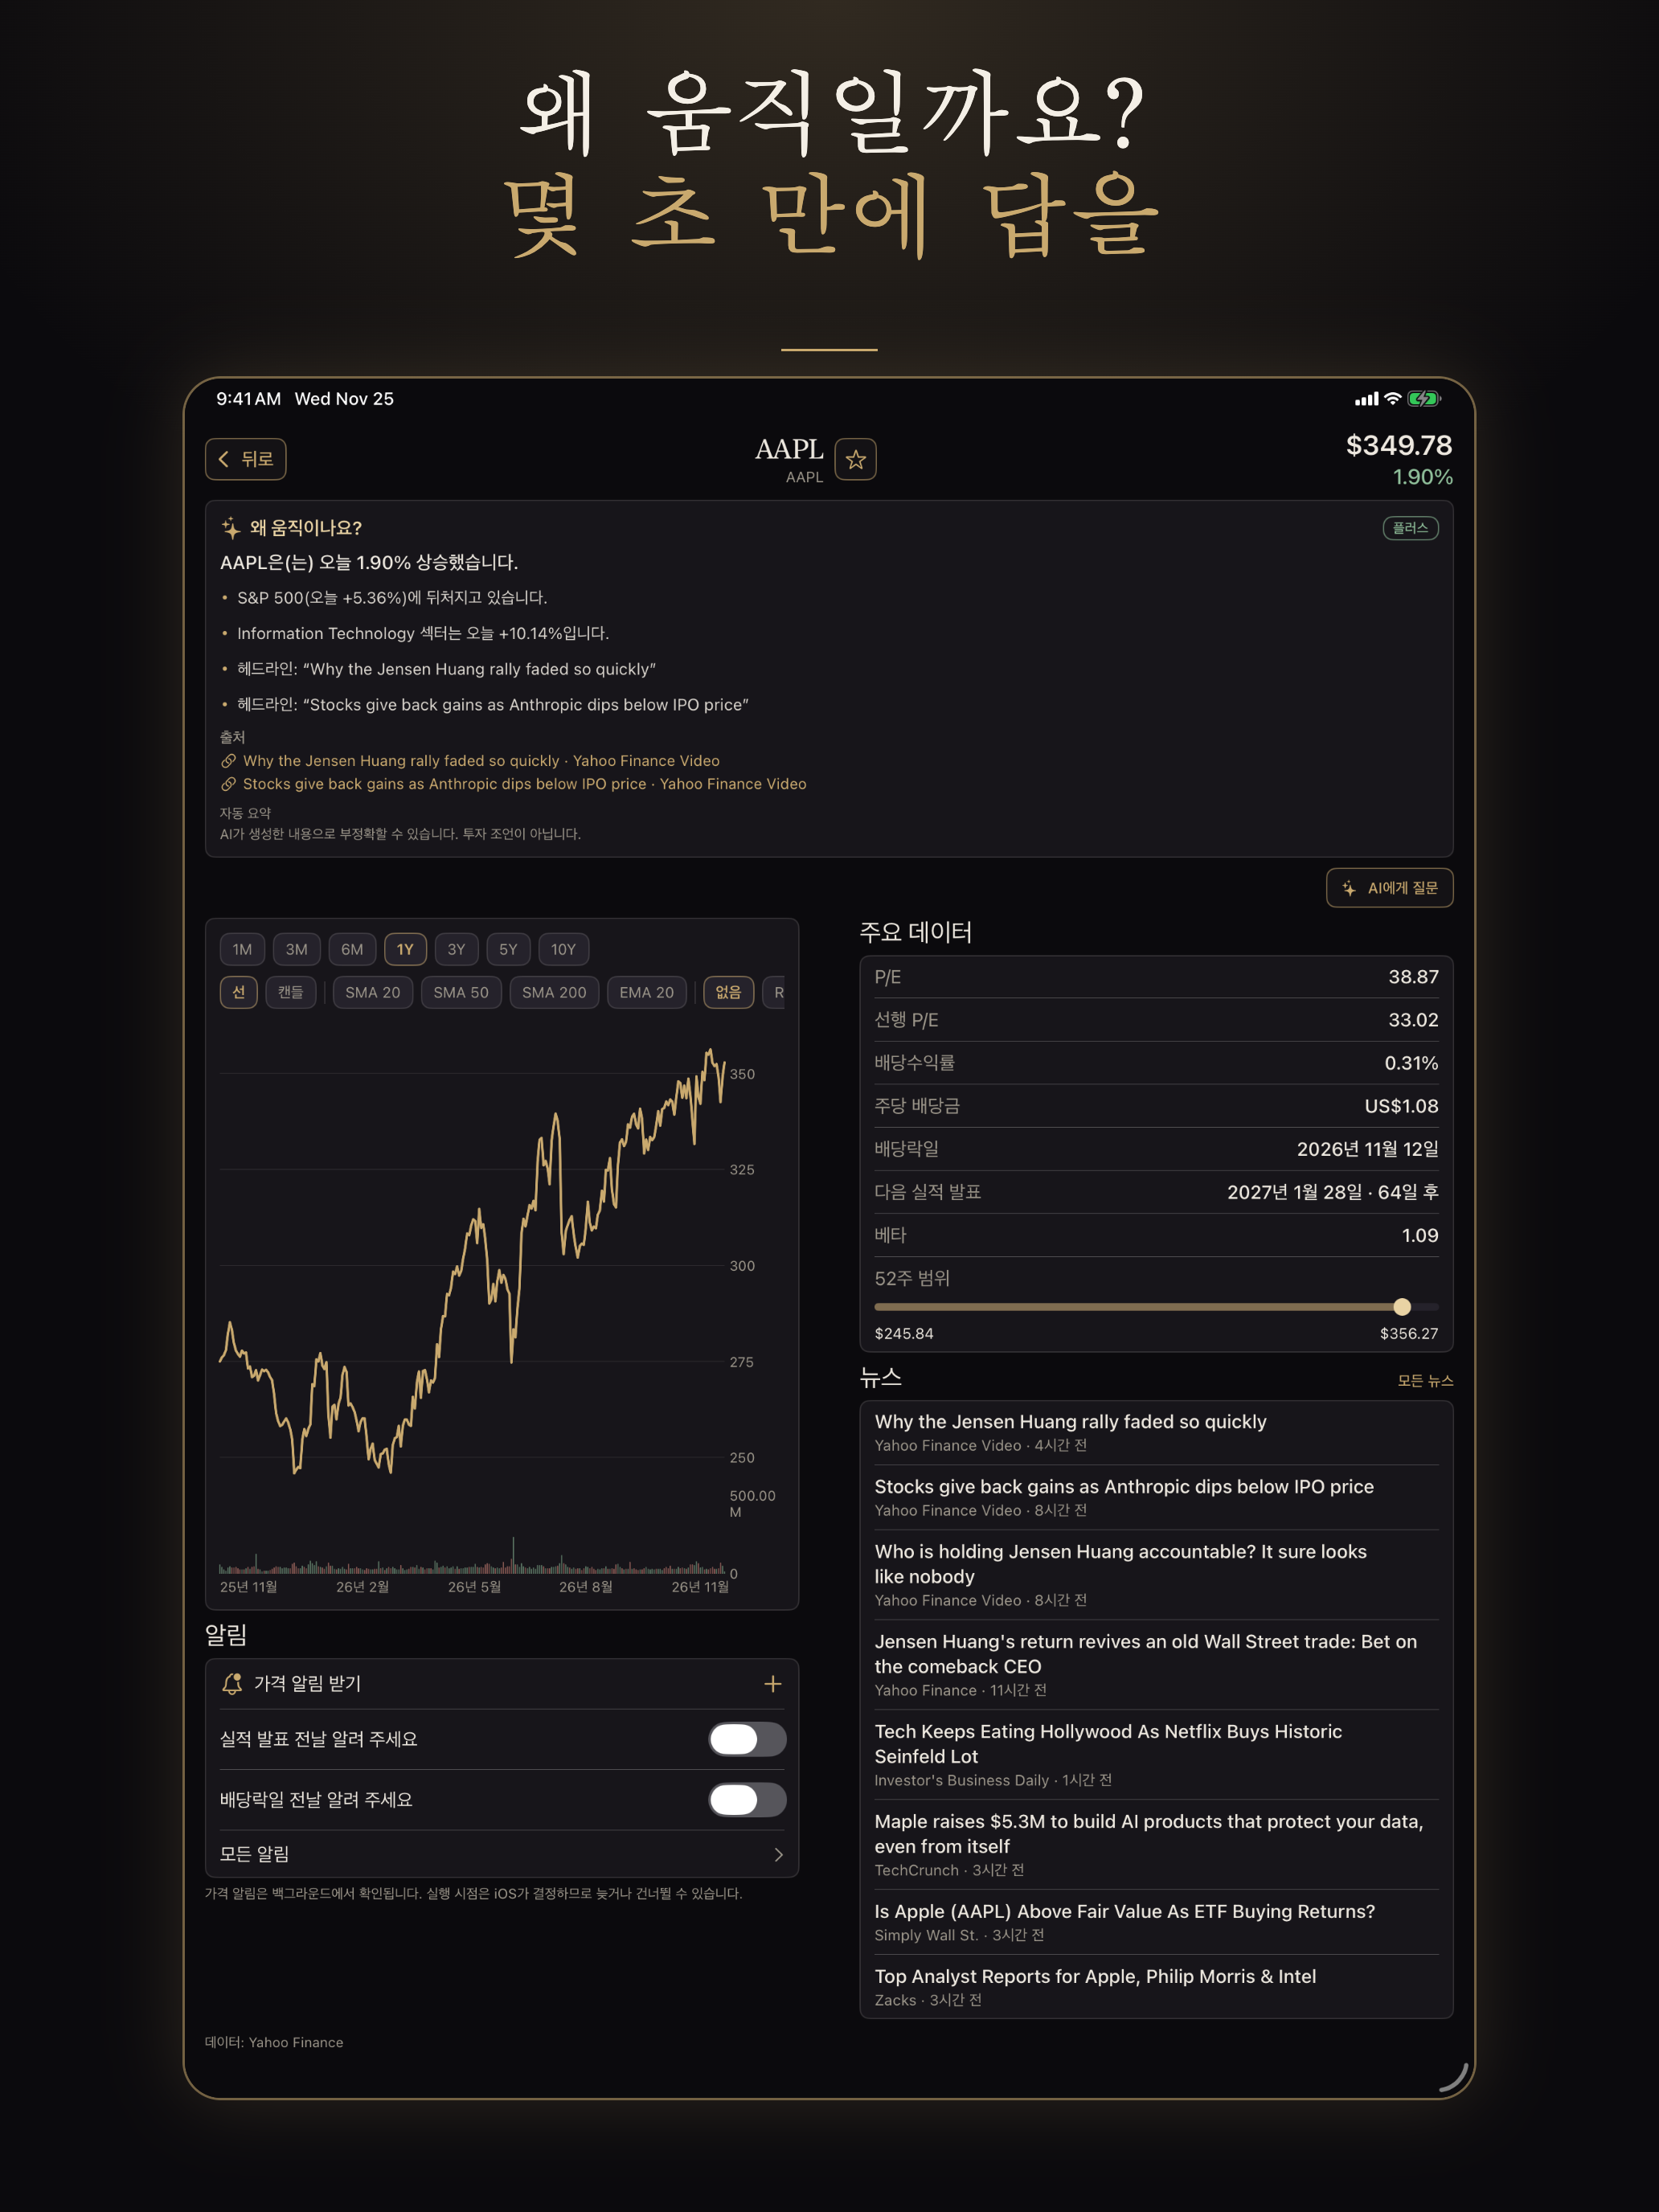 왜 움직일까요?
몇 초 만에 답을
9:41 AM Wed Nov 25
뒤로
AAPL
AAPL
$349.78
1.90%
왜 움직이나요?
플러스
AAPL은(는) 오늘 1.90% 상승했습니다.
• S&P 500(오늘 +5.36%)에 뒤처지고 있습니다.
• Information Technology 섹터는 오늘 +10.14%입니다.
• 헤드라인: “Why the Jensen Huang rally faded so quickly”
• 헤드라인: “Stocks give back gains as Anthropic dips below IPO price”
출처
Why the Jensen Huang rally faded so quickly · Yahoo Finance Video
Stocks give back gains as Anthropic dips below IPO price · Yahoo Finance Video
자동 요약
AI가 생성한 내용으로 부정확할 수 있습니다. 투자 조언이 아닙니다.
AI에게 질문
1M 3M 6M 1Y 3Y 5Y 10Y
선 캔들 SMA 20 SMA 50 SMA 200 EMA 20 없음 R
350
325
300
275
250
500.00
M
0
25년 11월 26년 2월 26년 5월 26년 8월 26년 11월
알림
가격 알림 받기
실적 발표 전날 알려 주세요
배당락일 전날 알려 주세요
모든 알림
가격 알림은 백그라운드에서 확인됩니다. 실행 시점은 iOS가 결정하므로 늦거나 건너뛸 수 있습니다.
주요 데이터
P/E 38.87
선행 P/E 33.02
배당수익률 0.31%
주당 배당금 US$1.08
배당락일 2026년 11월 12일
다음 실적 발표 2027년 1월 28일 · 64일 후
베타 1.09
52주 범위
$245.84 $356.27
뉴스
모든 뉴스
Why the Jensen Huang rally faded so quickly
Yahoo Finance Video · 4시간 전
Stocks give back gains as Anthropic dips below IPO price
Yahoo Finance Video · 8시간 전
Who is holding Jensen Huang accountable? It sure looks
like nobody
Yahoo Finance Video · 8시간 전
Jensen Huang's return revives an old Wall Street trade: Bet on
the comeback CEO
Yahoo Finance · 11시간 전
Tech Keeps Eating Hollywood As Netflix Buys Historic
Seinfeld Lot
Investor's Business Daily · 1시간 전
Maple raises $5.3M to build AI products that protect your data,
even from itself
TechCrunch · 3시간 전
Is Apple (AAPL) Above Fair Value As ETF Buying Returns?
Simply Wall St. · 3시간 전
Top Analyst Reports for Apple, Philip Morris & Intel
Zacks · 3시간 전
데이터: Yahoo Finance